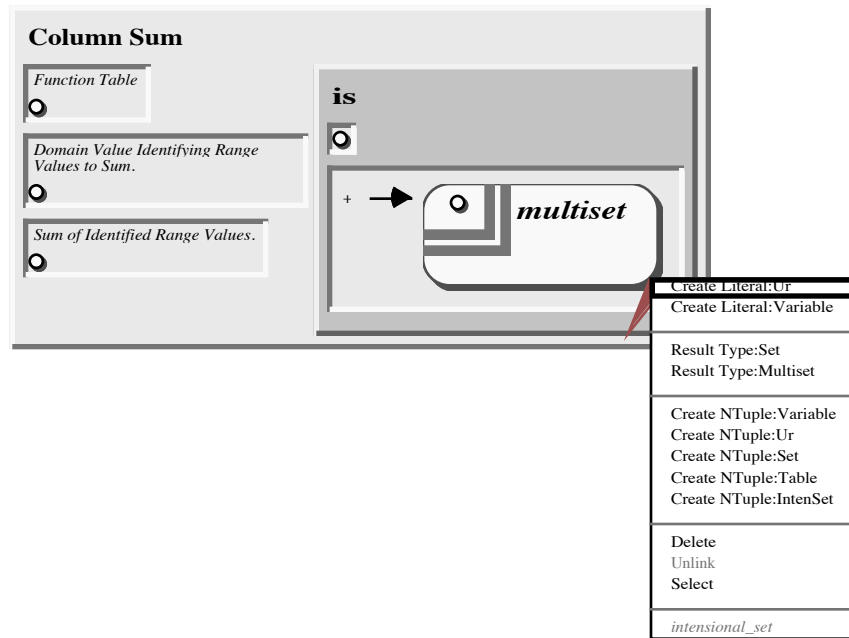 Column Sum
Function Table
Domain Value Identifying Range
Values to Sum.
Sum of Identified Range Values.
is
+
multiset
Create Literal:Ur
Create Literal:Variable
Result Type:Set
Result Type:Multiset
Create NTuple:Variable
Create NTuple:Ur
Create NTuple:Set
Create NTuple:Table
Create NTuple:IntenSet
Delete
Unlink
Select
intensional_set